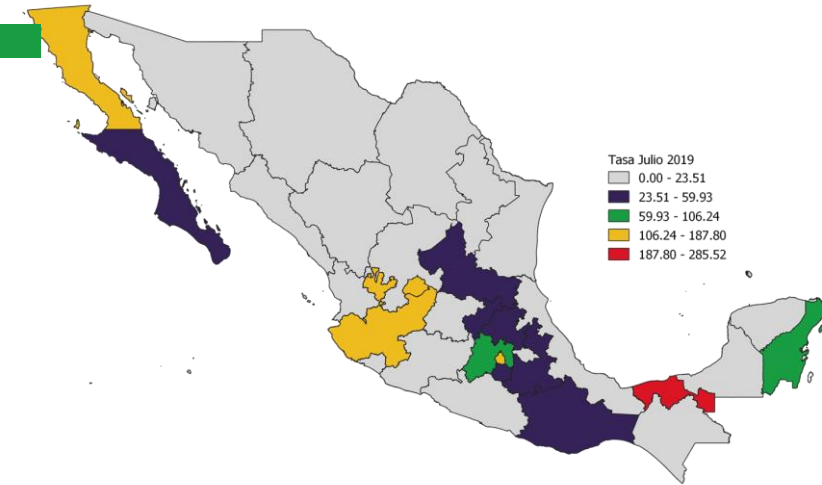 Tasa Julio 2019
0.00 - 23.51
23.51 - 59.93
59.93 - 106.24
106.24 - 187.80
187.80 - 285.52